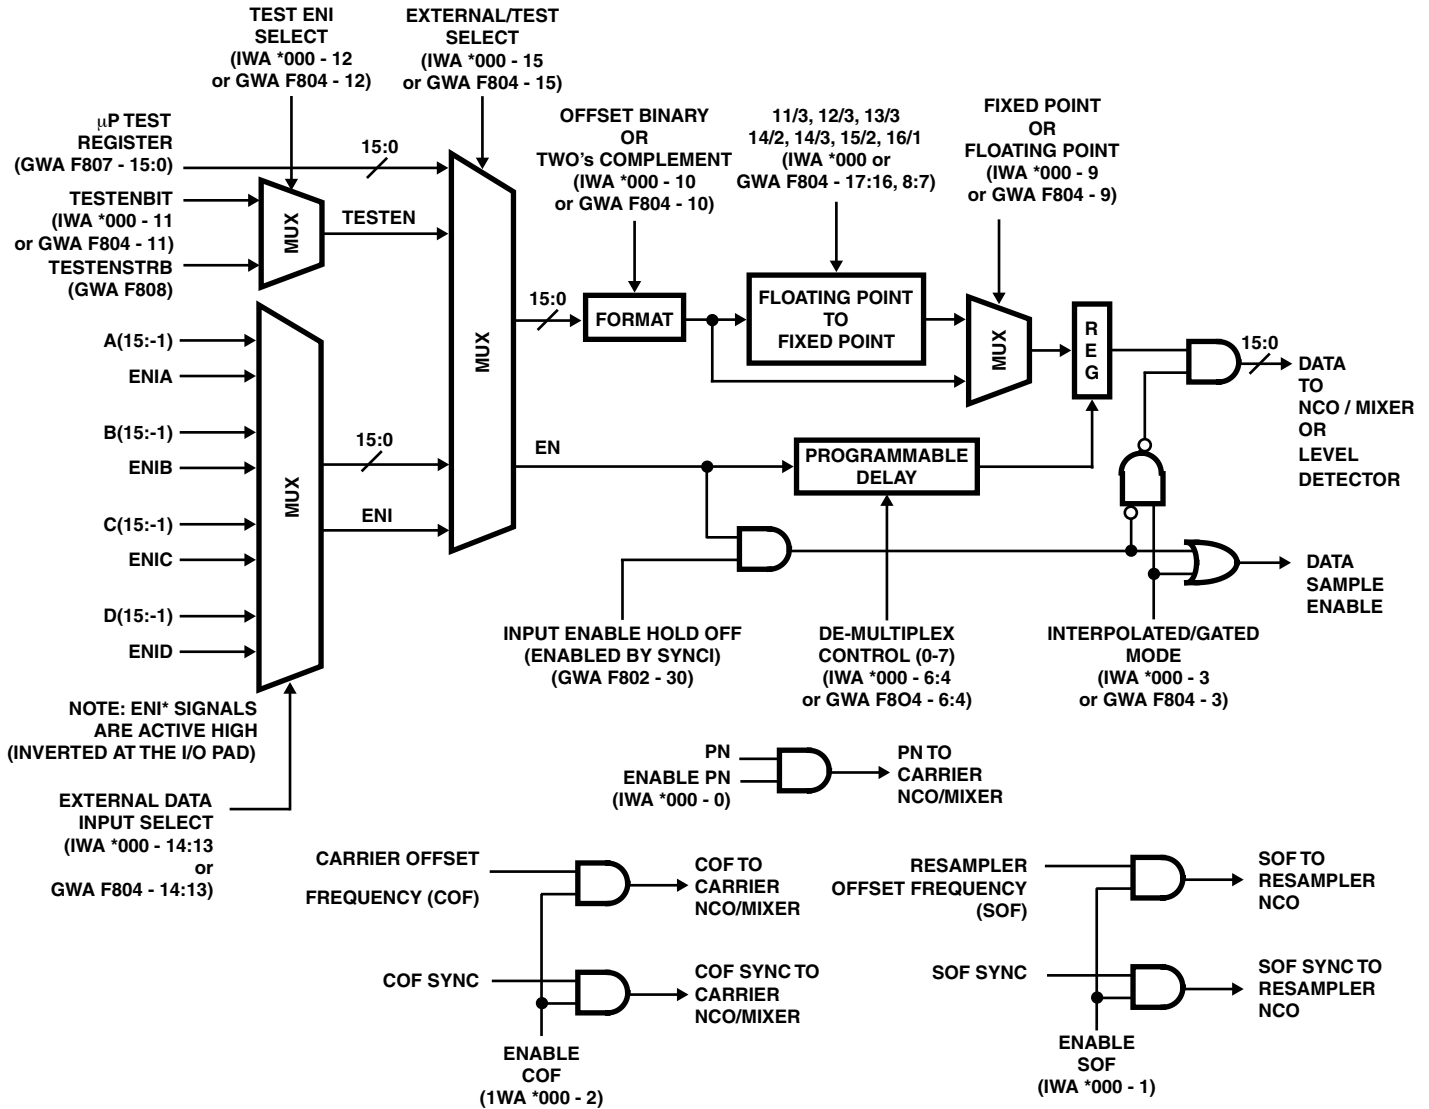 TEST ENI
SELECT
(IWA *000 - 12
or GWA F804 - 12)
EXTERNAL/TEST
SELECT
(IWA *000 - 15
or GWA F804 - 15)
µP TEST
REGISTER
(GWA F807 - 15:0)
15:0
TESTENBIT
(IWA *000 - 11
or GWA F804 - 11)
TESTENSTRB
(GWA F808)
MUX
TESTEN
OFFSET BINARY
OR
TWO's COMPLEMENT
(IWA *000 - 10
or GWA F804 - 10)
11/3, 12/3, 13/3
14/2, 14/3, 15/2, 16/1
(IWA *000 or
GWA F804 - 17:16, 8:7)
FIXED POINT
OR
FLOATING POINT
(IWA *000 - 9
or GWA F804 - 9)
MUX
15:0
FORMAT
FLOATING POINT
TO
FIXED POINT
MUX
R
E
G
15:0
DATA
TO
NCO / MIXER
OR
LEVEL
DETECTOR
A(15:-1)
ENIA
B(15:-1)
ENIB
C(15:-1)
ENIC
D(15:-1)
ENID
MUX
15:0
ENI
EN
PROGRAMMABLE
DELAY
DATA
SAMPLE
ENABLE
INPUT ENABLE HOLD OFF
(ENABLED BY SYNCI)
(GWA F802 - 30)
DE-MULTIPLEX
CONTROL (0-7)
(IWA *000 - 6:4
or GWA F8O4 - 6:4)
INTERPOLATED/GATED
MODE
(IWA *000 - 3
or GWA F804 - 3)
NOTE: ENI* SIGNALS
ARE ACTIVE HIGH
(INVERTED AT THE I/O PAD)
EXTERNAL DATA
INPUT SELECT
(IWA *000 - 14:13
or
GWA F804 - 14:13)
PN
ENABLE PN
(IWA *000 - 0)
PN TO
CARRIER
NCO/MIXER
CARRIER OFFSET
FREQUENCY (COF)
COF TO
CARRIER
NCO/MIXER
COF SYNC
COF SYNC TO
CARRIER
NCO/MIXER
ENABLE
COF
(1WA *000 - 2)
RESAMPLER
OFFSET FREQUENCY
(SOF)
SOF TO
RESAMPLER
NCO
SOF SYNC
SOF SYNC TO
RESAMPLER
NCO
ENABLE
SOF
(IWA *000 - 1)